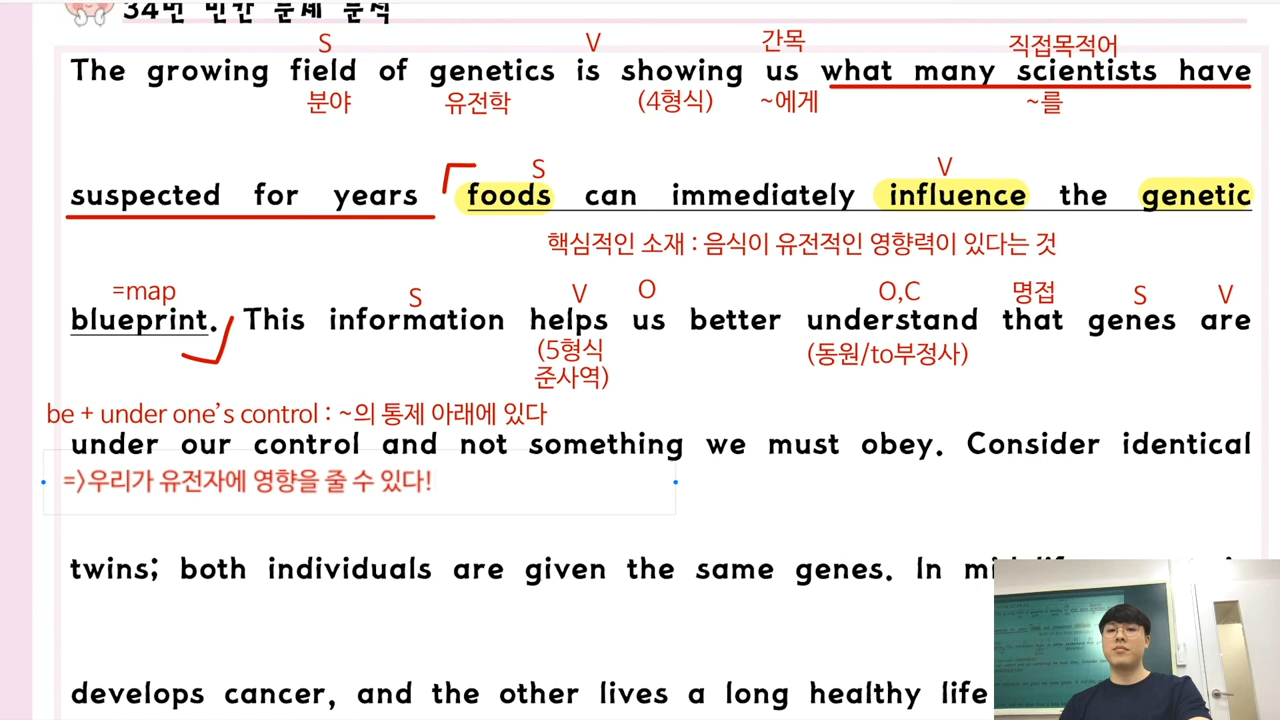 34번 빈칸 문제 분석
S V 간목 직접목적어
The growing field of genetics is showing us what many scientists have
분야 유전학 (4형식) ~에게 ~를
S V
suspected for years foods can immediately influence the genetic
핵심적인 소재 : 음식이 유전적인 영향력이 있다는 것
=map S V O O,C 명접 S V
blueprint. This information helps us better understand that genes are
(5형식 (동원/to부정사)
준사역)
be + under one's control : ~의 통제 아래에 있다
under our control and not something we must obey. Consider identical
=>우리가 유전자에 영향을 줄 수 있다!
twins; both individuals are given the same genes. In
develops cancer, and the other lives a long healthy life